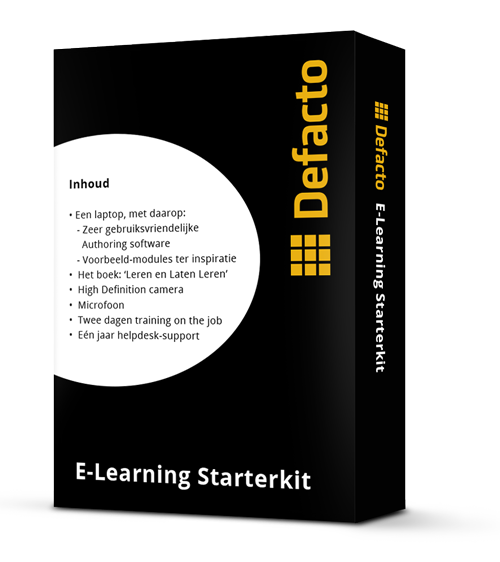 Defacto
Inhoud
• Een laptop, met daarop:
- Zeer gebruiksvriendelijke
Authoring software
- Voorbeeld-modules ter inspiratie
• Het boek: ‘Leren en Laten Leren’
• High Definition camera
• Microfoon
• Twee dagen training on the job
• Eén jaar helpdesk-support
E-Learning Starterkit
Defacto E-Learning Starterkit